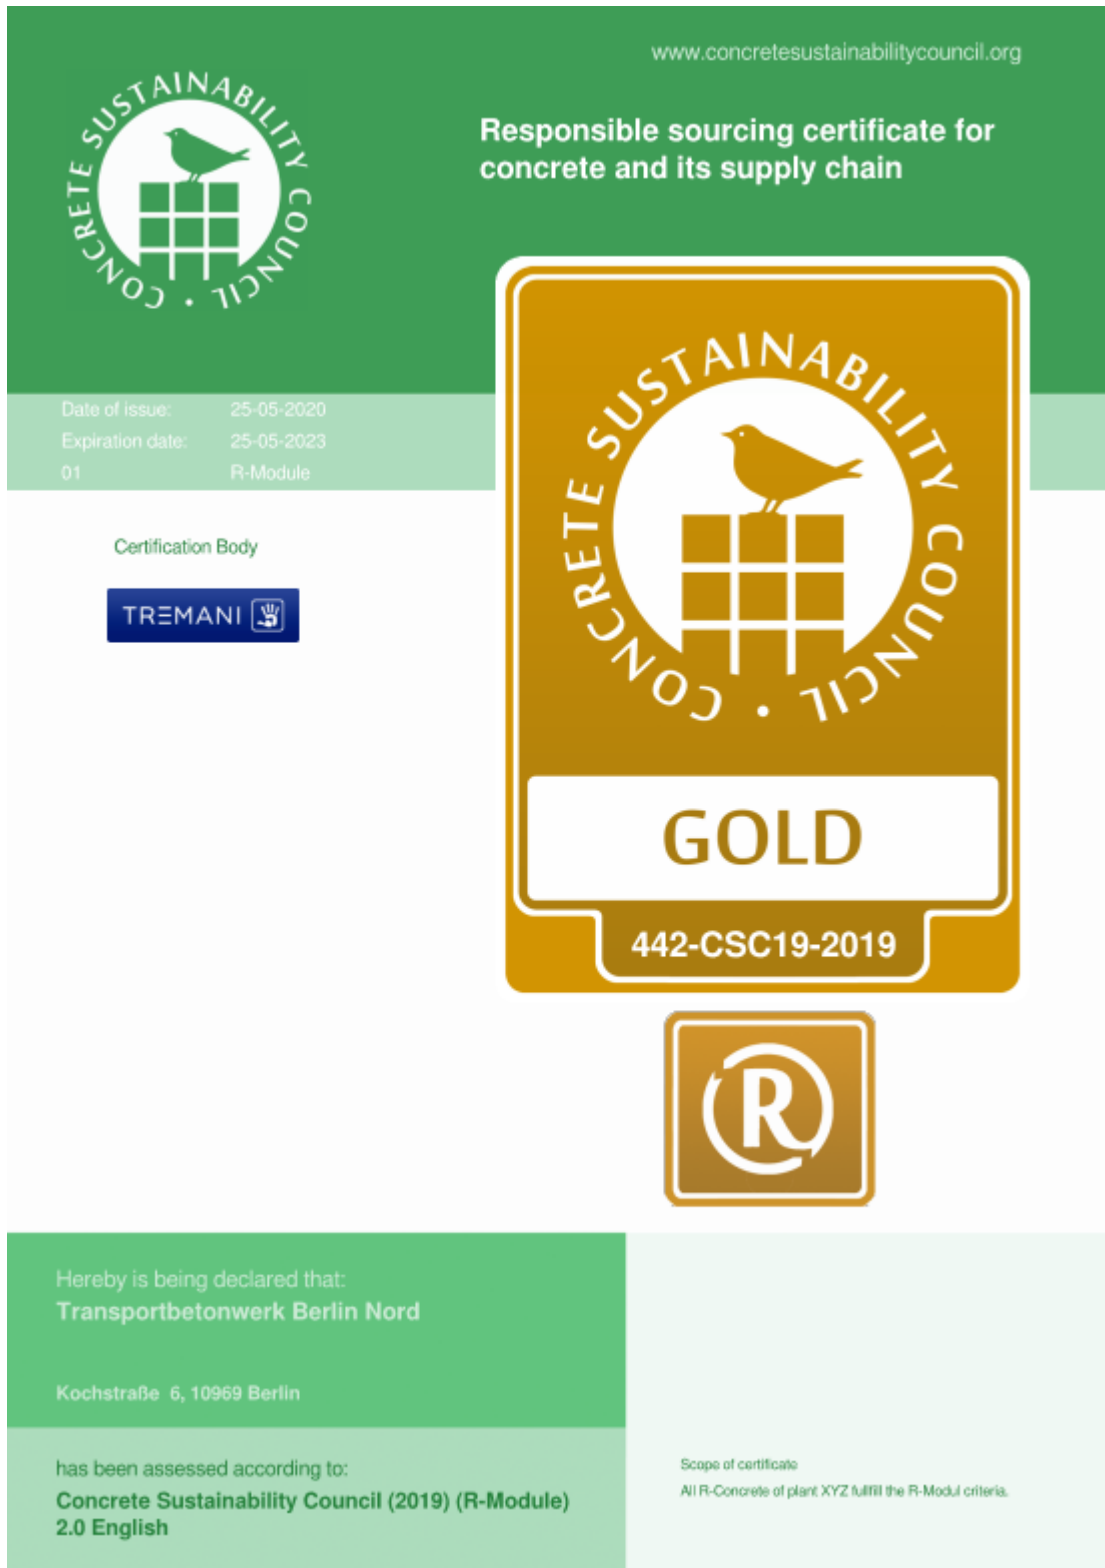 www.concretesustainabilitycouncil.org
CONCRETE SUSTAINABILITY COUNCIL ·
Responsible sourcing certificate for
concrete and its supply chain
Date of issue: 25-05-2020
Expiration date: 25-05-2023
01 R-Module
Certification Body
TREMANI
CONCRETE SUSTAINABILITY COUNCIL ·
GOLD
442-CSC19-2019
R
Hereby is being declared that:
Transportbetonwerk Berlin Nord
Kochstraße 6, 10969 Berlin
has been assessed according to:
Concrete Sustainability Council (2019) (R-Module)
2.0 English
Scope of certificate
All R-Concrete of plant XYZ fullfill the R-Modul criteria.